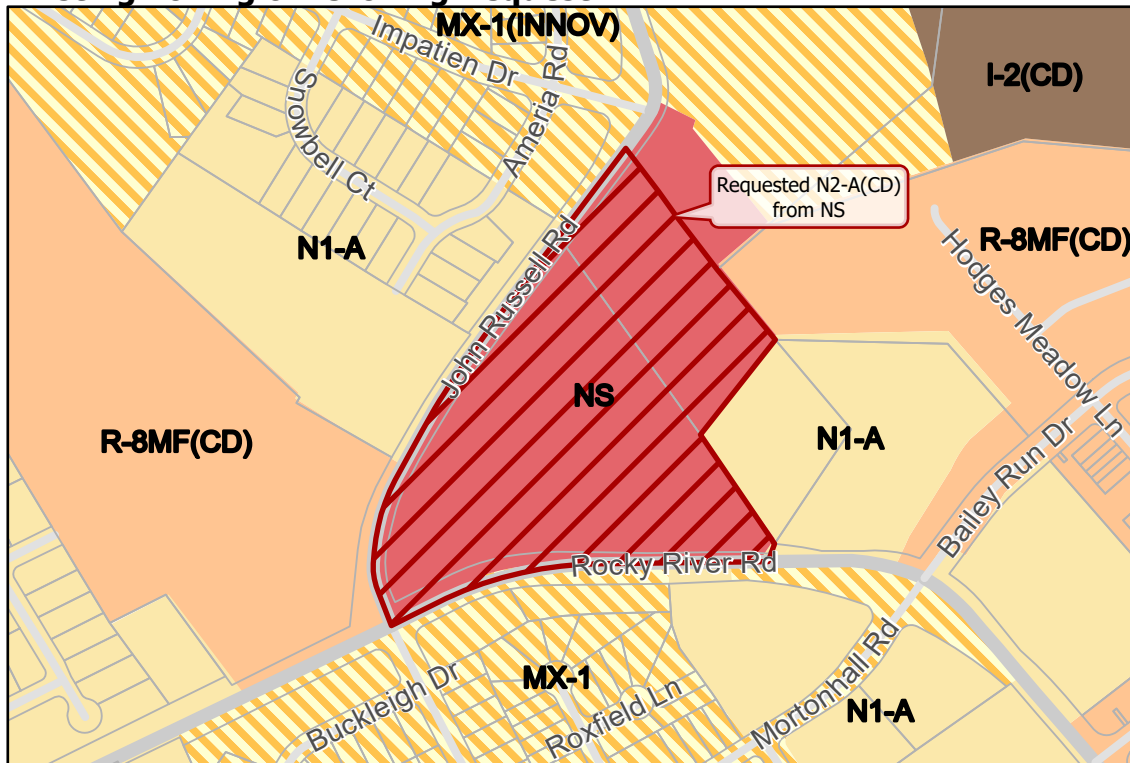 MX-1(INNOV)
Impatien Dr
Ameria Rd
Snowbell Ct
I-2(CD)
Requested N2-A(CD)
from NS
N1-A
R-8MF(CD)
John Russell Rd
Hodges Meadow Ln
NS
R-8MF(CD)
N1-A
Bailey Run Dr
Rocky River Rd
MX-1
Buckleigh Dr
Roxfield Ln
Mortonhall Rd
N1-A